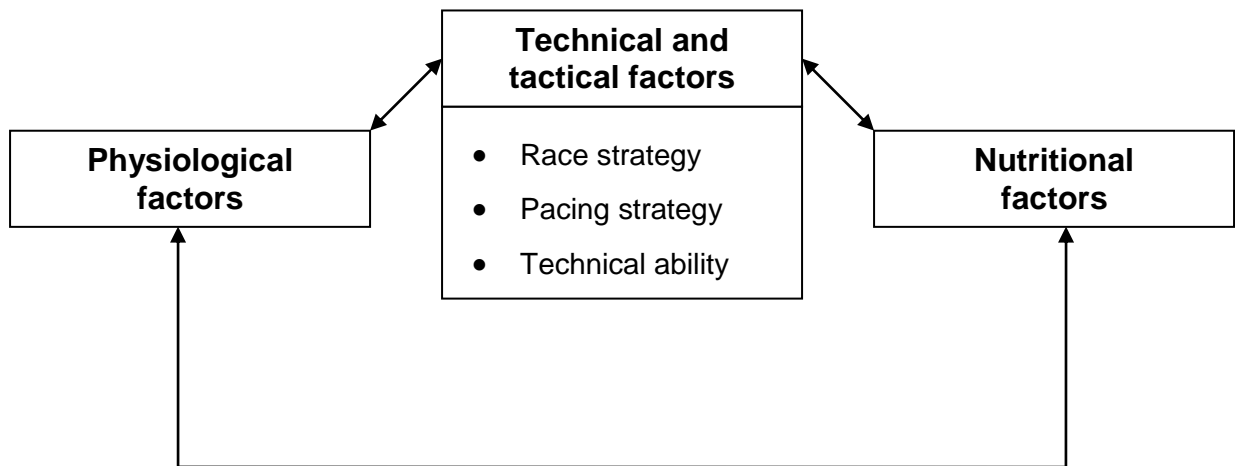 Technical and
tactical factors
Physiological
factors
• Race strategy
• Pacing strategy
• Technical ability
Nutritional
factors